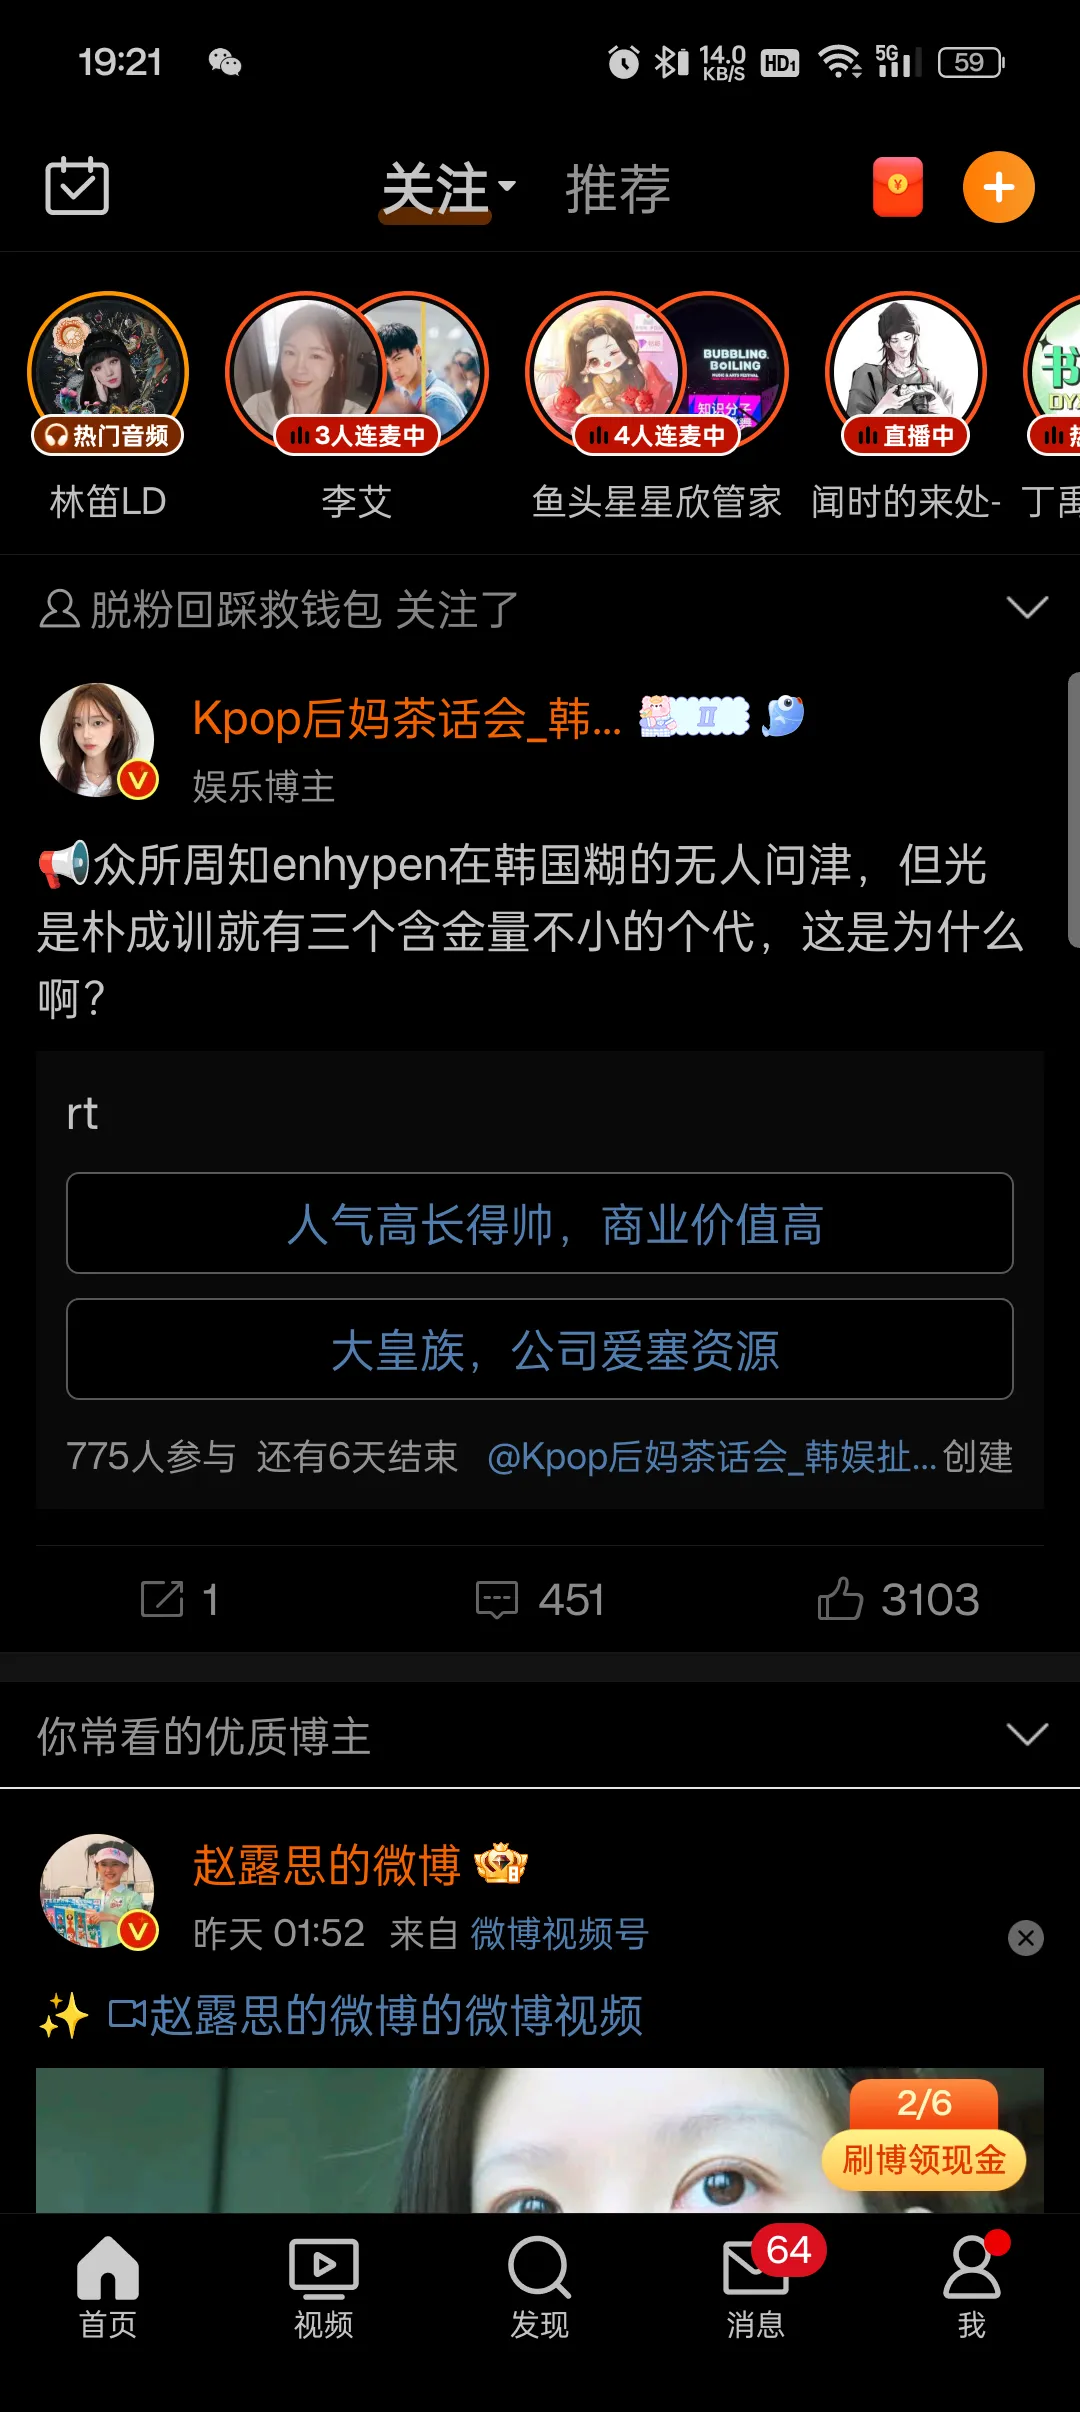 19:21 14.0 KB/S HD1 5G 59
关注 推荐
BUBBLING BOILING
MUSIC & ARTS FESTIVAL
知识分子
热门音频 3人连麦中 4人连麦中 直播中
林笛LD 李艾 鱼头星星欣管家 闻时的来处- 丁禹
脱粉回踩救钱包 关注了
Kpop后妈茶话会_韩... II
娱乐博主
📢众所周知enhypen在韩国糊的无人问津，但光
是朴成训就有三个含金量不小的个代，这是为什么
啊？
rt
人气高长得帅，商业价值高
大皇族，公司爱塞资源
775人参与 还有6天结束 @Kpop后妈茶话会_韩娱扯...创建
1 451 3103
你常看的优质博主
赵露思的微博
昨天 01:52 来自 微博视频号
✨ 赵露思的微博的微博视频
2/6
刷博领现金
64
首页 视频 发现 消息 我